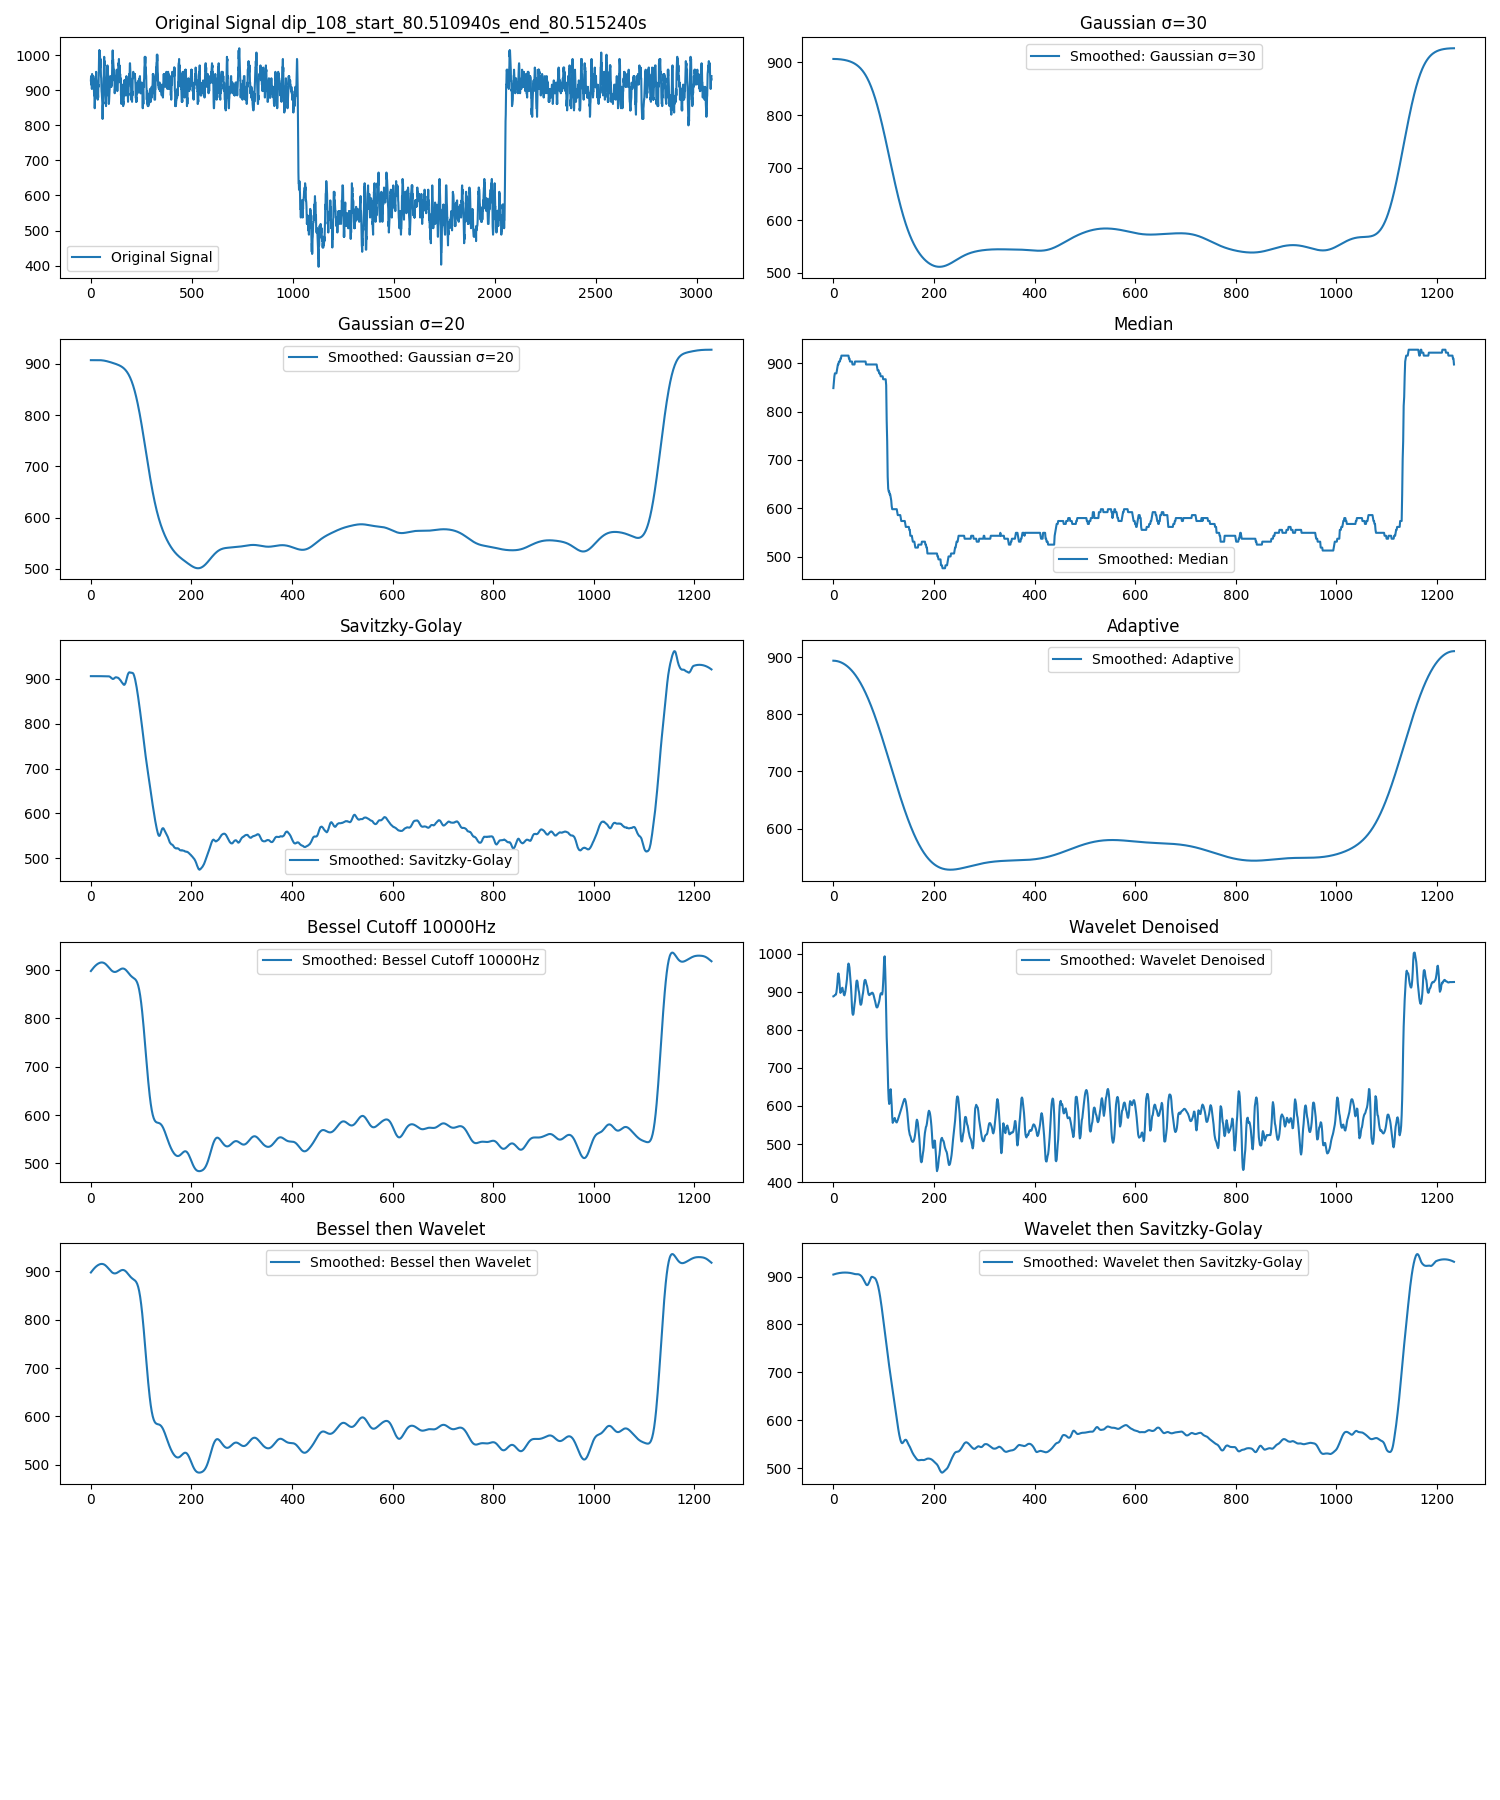 Original Signal dip_108_start_80.510940s_end_80.515240s
1000
900
800
700
600
500
400
Original Signal
0 500 1000 1500 2000 2500 3000
Gaussian σ=30
Smoothed: Gaussian σ=30
900
800
700
600
500
0 200 400 600 800 1000 1200
Gaussian σ=20
Smoothed: Gaussian σ=20
900
800
700
600
500
0 200 400 600 800 1000 1200
Median
900
800
700
600
500
Smoothed: Median
0 200 400 600 800 1000 1200
Savitzky-Golay
900
800
700
600
500
Smoothed: Savitzky-Golay
0 200 400 600 800 1000 1200
Adaptive
Smoothed: Adaptive
900
800
700
600
0 200 400 600 800 1000 1200
Bessel Cutoff 10000Hz
Smoothed: Bessel Cutoff 10000Hz
900
800
700
600
500
0 200 400 600 800 1000 1200
Wavelet Denoised
Smoothed: Wavelet Denoised
1000
900
800
700
600
500
400
0 200 400 600 800 1000 1200
Bessel then Wavelet
Smoothed: Bessel then Wavelet
900
800
700
600
500
0 200 400 600 800 1000 1200
Wavelet then Savitzky-Golay
Smoothed: Wavelet then Savitzky-Golay
900
800
700
600
500
0 200 400 600 800 1000 1200